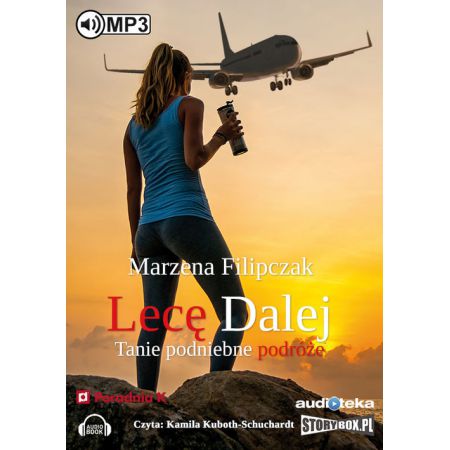 MP3
Marzena Filipczak
Lecę Dalej
Tanie podniebne podróże
Poradnia K
audioteka
AUDIO BOOK
Czyta: Kamila Kuboth-Schuchardt
STORYBOX.PL